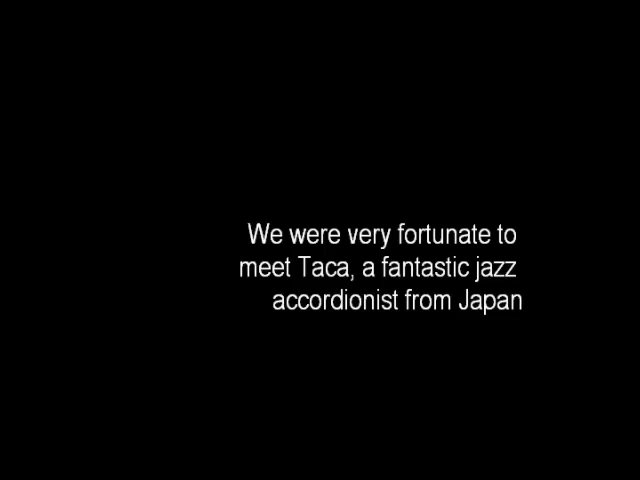 We were very fortunate to
meet Taca, a fantastic jazz
accordionist from Japan